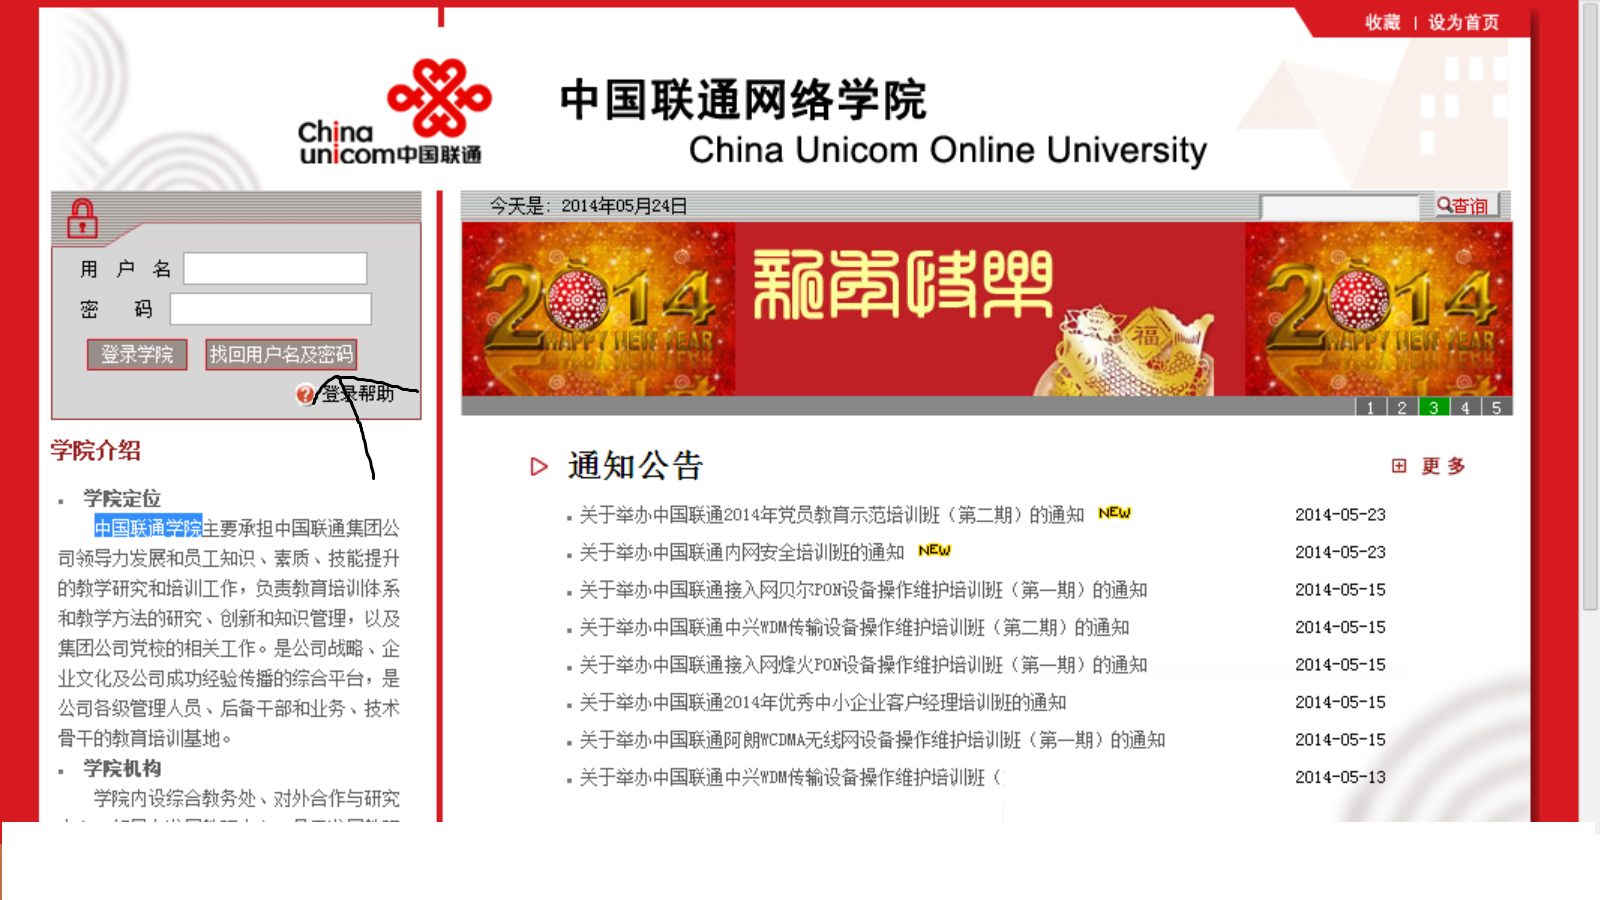 收藏 | 设为首页
China
unicom中国联通
中国联通网络学院
China Unicom Online University
今天是：2014年05月24日
查询
用 户 名
密 码
登录学院 找回用户名及密码
登录帮助
2014
HAPPY NEW YEAR
新年快乐
福
2014
HAPPY NEW YEAR
1 2 3 4 5
学院介绍
学院定位
中国联通学院主要承担中国联通集团公
司领导力发展和员工知识、素质、技能提升
的教学研究和培训工作，负责教育培训体系
和教学方法的研究、创新和知识管理，以及
集团公司党校的相关工作。是公司战略、企
业文化及公司成功经验传播的综合平台，是
公司各级管理人员、后备干部和业务、技术
骨干的教育培训基地。
学院机构
学院内设综合教务处、对外合作与研究
通知公告
更多
关于举办中国联通2014年党员教育示范培训班（第二期）的通知 NEW 2014-05-23
关于举办中国联通内网安全培训班的通知 NEW 2014-05-23
关于举办中国联通接入网贝尔PON设备操作维护培训班（第一期）的通知 2014-05-15
关于举办中国联通中兴WDM传输设备操作维护培训班（第二期）的通知 2014-05-15
关于举办中国联通接入网烽火PON设备操作维护培训班（第一期）的通知 2014-05-15
关于举办中国联通2014年优秀中小企业客户经理培训班的通知 2014-05-15
关于举办中国联通阿朗WCDMA无线网设备操作维护培训班（第一期）的通知 2014-05-15
关于举办中国联通中兴WDM传输设备操作维护培训班（ 2014-05-13